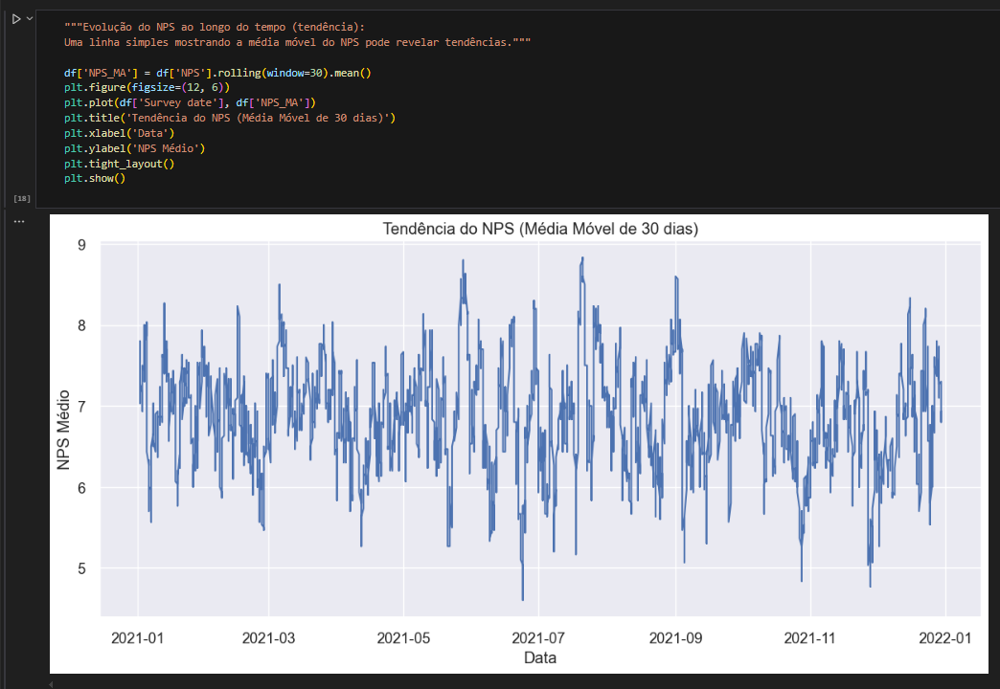 """Evolução do NPS ao longo do tempo (tendência):
Uma linha simples mostrando a média móvel do NPS pode revelar tendências."""
df['NPS_MA'] = df['NPS'].rolling(window=30).mean()
plt.figure(figsize=(12, 6))
plt.plot(df['Survey date'], df['NPS_MA'])
plt.title('Tendência do NPS (Média Móvel de 30 dias)')
plt.xlabel('Data')
plt.ylabel('NPS Médio')
plt.tight_layout()
plt.show()
[18]
Tendência do NPS (Média Móvel de 30 dias)
9
8
7
6
5
NPS Médio
2021-01 2021-03 2021-05 2021-07 2021-09 2021-11 2022-01
Data